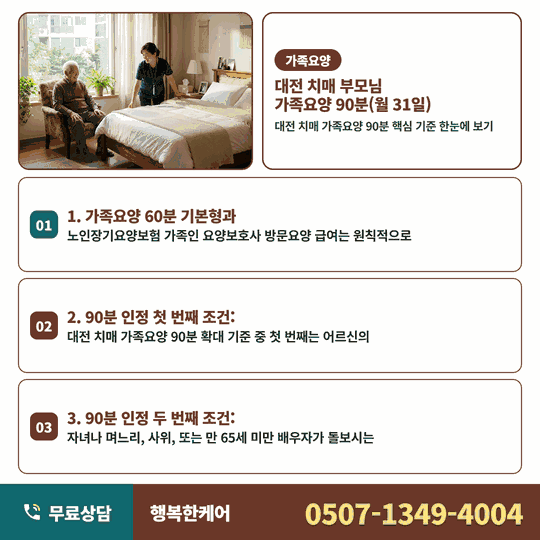 가족요양
대전 치매 부모님
가족요양 90분(월 31일)
대전 치매 가족요양 90분 핵심 기준 한눈에 보기
01
1. 가족요양 60분 기본형과
노인장기요양보험 가족인 요양보호사 방문요양 급여는 원칙적으로
02
2. 90분 인정 첫 번째 조건:
대전 치매 가족요양 90분 확대 기준 중 첫 번째는 어르신의
03
3. 90분 인정 두 번째 조건:
자녀나 며느리, 사위, 또는 만 65세 미만 배우자가 돌보시는
무료상담
행복한케어
0507-1349-4004